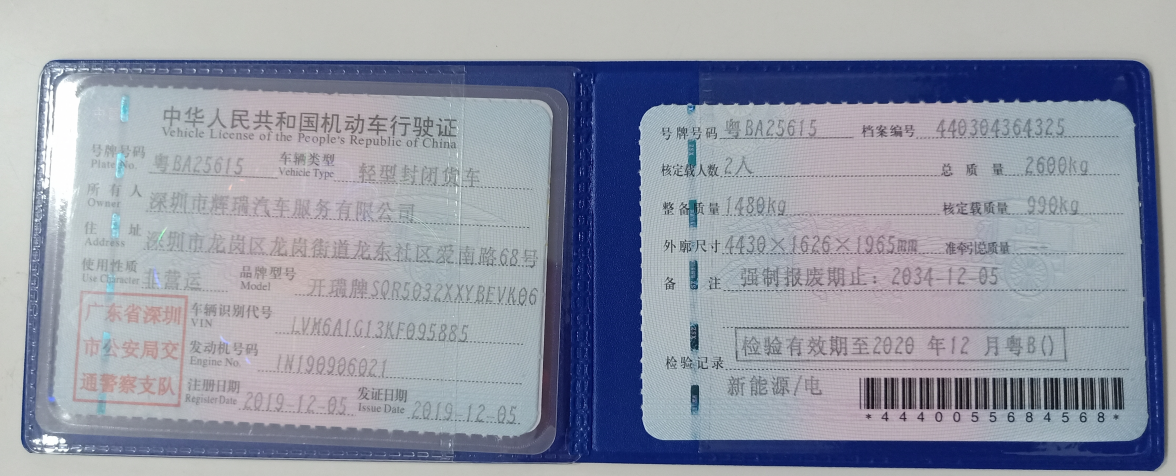 中华人民共和国机动车行驶证
Vehicle License of the People's Republic of China
号牌号码 Plate No. 粤BA25615 车辆类型 Vehicle Type 轻型封闭货车
所有人 Owner 深圳市辉瑞汽车服务有限公司
住址 Address 深圳市龙岗区龙岗街道龙东社区爱南路68号
使用性质 Use Character 非营运 品牌型号 Model 开瑞牌SQR5032XXYBEVK06
广东省深圳
市公安局交
通警察支队
车辆识别代号 VIN LVM6A1G13KF095885
发动机号码 Engine No. 1N190906021
注册日期 Register Date 2019-12-05 发证日期 Issue Date 2019-12-05
号牌号码 粤BA25615 档案编号 440304364325
核定载人数 2人 总质量 2600kg
整备质量 1480kg 核定载质量 990kg
外廓尺寸 4430×1626×1965mm 准牵引总质量 --
备注 强制报废期止：2034-12-05
检验记录 检验有效期至2020 年12 月粤B()
新能源/电
*4440055684568*